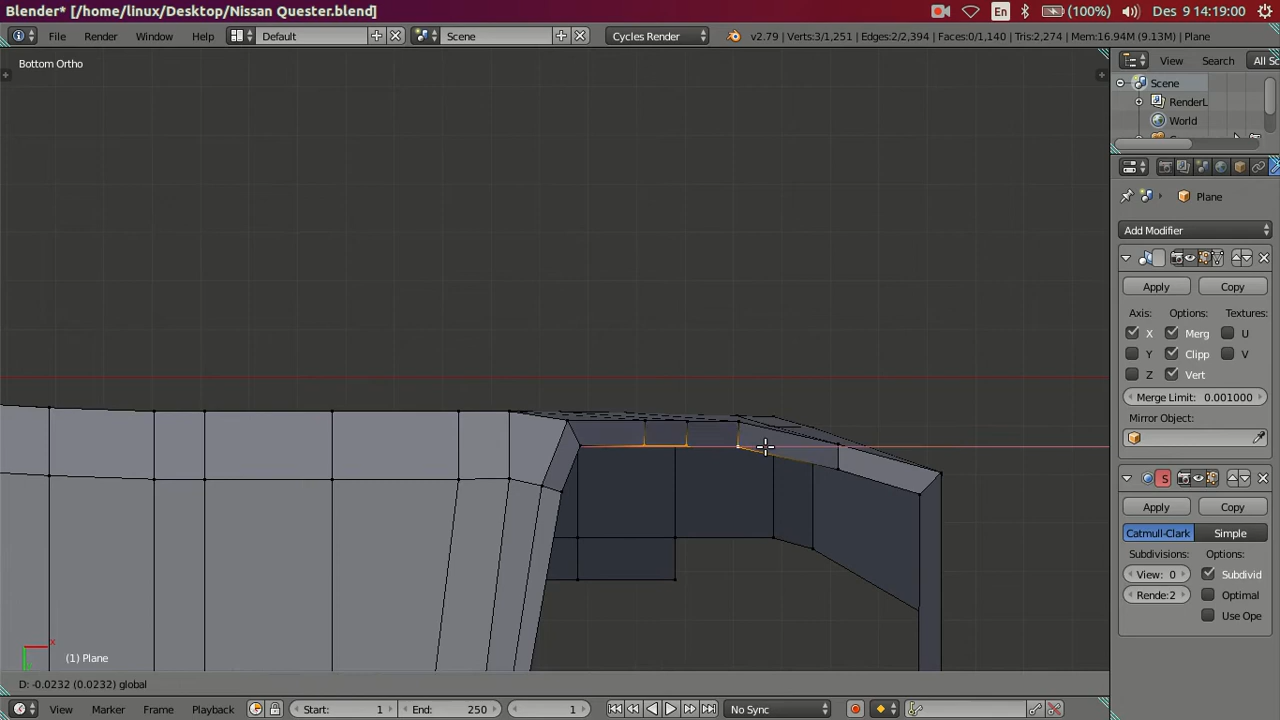 Blender* [/home/linux/Desktop/Nissan Quester.blend]
En
(100%)
Des 9 14:19:00
File
Render
Window
Help
Default
Scene
Cycles Render
v2.79 | Verts:3/1,251 | Edges:2/2,394 | Faces:0/1,140 | Tris:2,274 | Mem:16.94M (9.13M) | Plane
Bottom Ortho
View
Search
All Sc
Scene
RenderL
World
Plane
Add Modifier
Apply
Copy
Axis:
Options:
Textures:
X
Merg
U
Y
Clipp
V
Z
Vert
Merge Limit: 0.001000
Mirror Object:
S
Apply
Copy
Catmull-Clark
Simple
Subdivisions:
Options:
View: 0
Subdivid
Rende:2
Optimal
Use Ope
x
(1) Plane
D: -0.0232 (0.0232) global
View
Marker
Frame
Playback
Start: 1
End: 250
1
No Sync